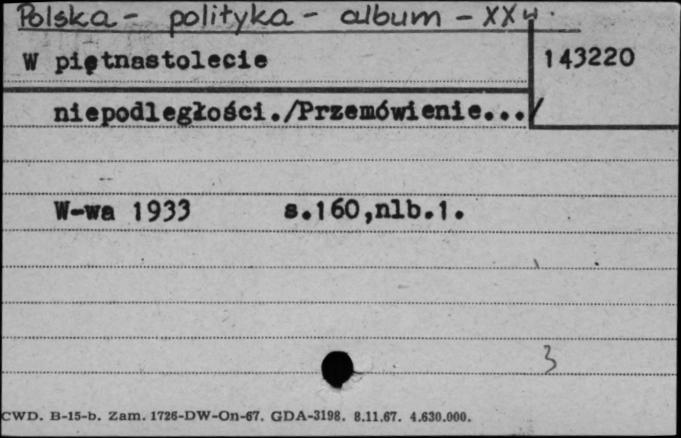 Polska - polityka - album - XX w.
W piętnastolecie 143220
niepodległości./Przemówienie.../
W-wa 1933 s.160,nlb.1.
3
CWD. B-15-b. Zam. 1726-DW-On-67. GDA-3198. 8.11.67. 4.630.000.